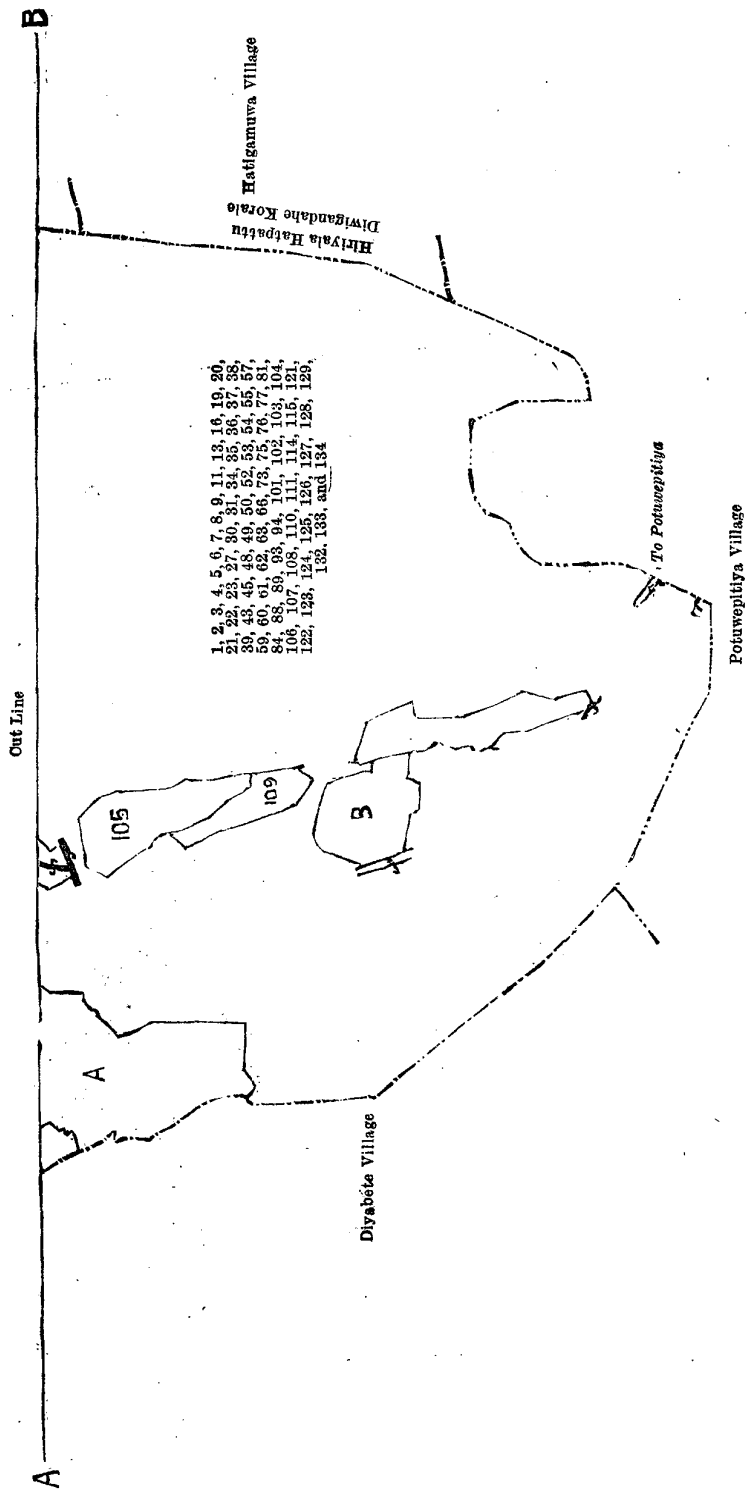 Out Line
A
B
Hatigamuwa Village
Hiriyala Hatpattu
Diwigandahe Korale
1, 2, 3, 4, 5, 6, 7, 8, 9, 11, 13, 16, 19, 20,
21, 22, 23, 27, 30, 31, 34, 35, 36, 37, 38,
39, 43, 45, 48, 49, 50, 52, 53, 54, 55, 57,
59, 60, 61, 62, 63, 66, 73, 75, 76, 77, 81,
84, 88, 89, 93, 94, 101, 102, 103, 104,
106, 107, 108, 110, 111, 114, 115, 121,
122, 123, 124, 125, 126, 127, 128, 129,
132, 133, and 134
105
109
A
B
To Potuwepitiya
Potuwepitiya Village
Diyabéte Village